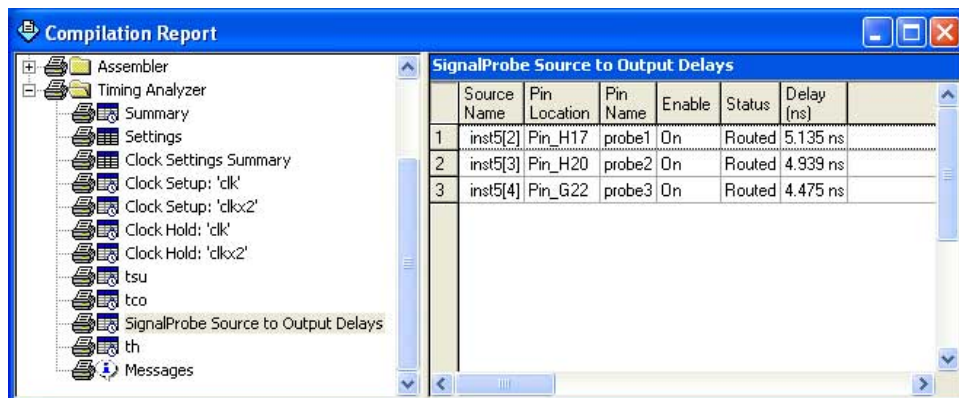 Compilation Report
Assembler
Timing Analyzer
Summary
Settings
Clock Settings Summary
Clock Setup: 'clk'
Clock Setup: 'clkx2'
Clock Hold: 'clk'
Clock Hold: 'clkx2'
tsu
tco
SignalProbe Source to Output Delays
th
Messages
SignalProbe Source to Output Delays
Source Name Pin Location Pin Name Enable Status Delay (ns)
1 inst5[2] Pin_H17 probe1 On Routed 5.135 ns
2 inst5[3] Pin_H20 probe2 On Routed 4.939 ns
3 inst5[4] Pin_G22 probe3 On Routed 4.475 ns